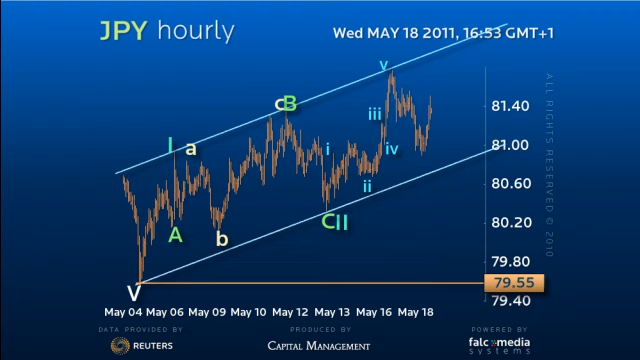 JPY hourly
Wed MAY 18 2011, 16:53 GMT+1
v
c B
81.40
iii
I a
i
iv
81.00
80.60
ii
C II
80.20
A
b
79.80
79.55
V
79.40
May 04 May 06 May 09 May 10 May 12 May 13 May 16 May 18
ALL RIGHTS RESERVED © 2010
DATA PROVIDED BY
REUTERS
PRODUCED BY
CAPITAL MANAGEMENT
POWERED BY
falc media
systems